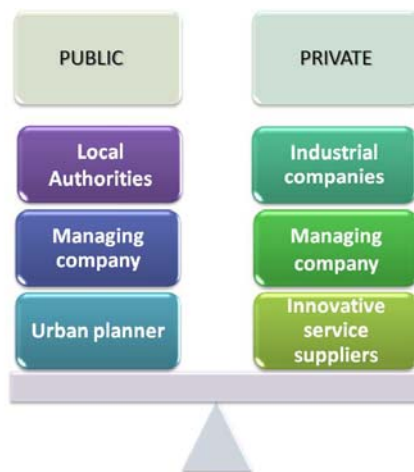 PUBLIC
PRIVATE
Local
Authorities
Industrial
companies
Managing
company
Managing
company
Urban planner
Innovative
service
suppliers